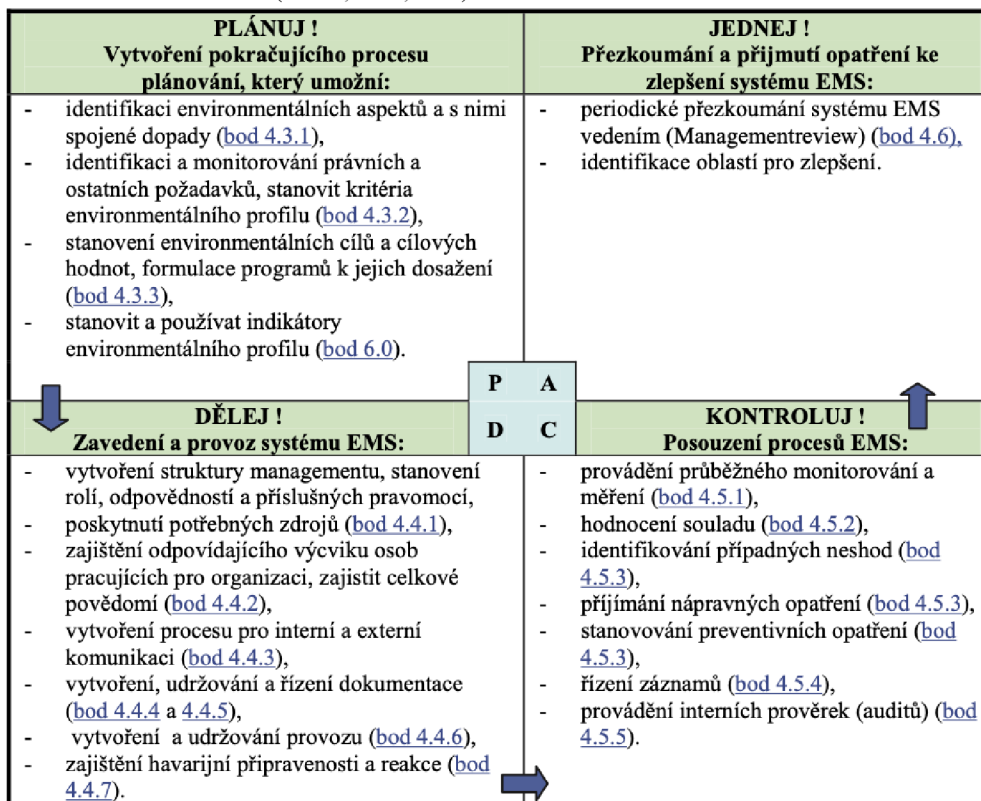 PLÁNUJ !
Vytvoření pokračujícího procesu
plánování, který umožní:
- identifikaci environmentálních aspektů a s nimi
spojené dopady (bod 4.3.1),
- identifikaci a monitorování právních a
ostatních požadavků, stanovit kritéria
environmentálního profilu (bod 4.3.2),
- stanovení environmentálních cílů a cílových
hodnot, formulace programů k jejich dosažení
(bod 4.3.3),
- stanovit a používat indikátory
environmentálního profilu (bod 6.0).
JEDNEJ !
Přezkoumání a přijmutí opatření ke
zlepšení systému EMS:
- periodické přezkoumání systému EMS
vedením (Managementreview) (bod 4.6),
- identifikace oblastí pro zlepšení.
P A
D C
DĚLEJ !
Zavedení a provoz systému EMS:
- vytvoření struktury managementu, stanovení
rolí, odpovědností a příslušných pravomocí,
- poskytnutí potřebných zdrojů (bod 4.4.1),
- zajištění odpovídajícího výcviku osob
pracujících pro organizaci, zajistit celkové
povědomí (bod 4.4.2),
- vytvoření procesu pro interní a externí
komunikaci (bod 4.4.3),
- vytvoření, udržování a řízení dokumentace
(bod 4.4.4 a 4.4.5),
- vytvoření a udržování provozu (bod 4.4.6),
- zajištění havarijní připravenosti a reakce (bod
4.4.7).
KONTROLUJ !
Posouzení procesů EMS:
- provádění průběžného monitorování a
měření (bod 4.5.1),
- hodnocení souladu (bod 4.5.2),
- identifikování případných neshod (bod
4.5.3),
- příjímání nápravných opatření (bod 4.5.3),
- stanovování preventivních opatření (bod
4.5.3),
- řízení záznamů (bod 4.5.4),
- provádění interních prověrek (auditů) (bod
4.5.5).